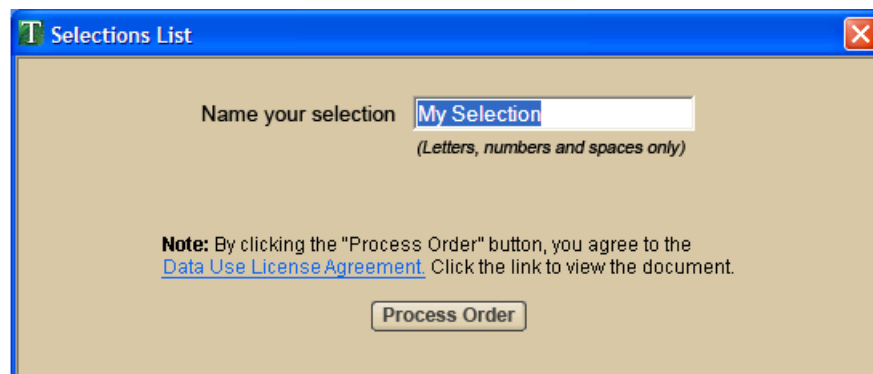 T Selections List
Name your selection My Selection
(Letters, numbers and spaces only)
Note: By clicking the "Process Order" button, you agree to the
Data Use License Agreement. Click the link to view the document.
Process Order